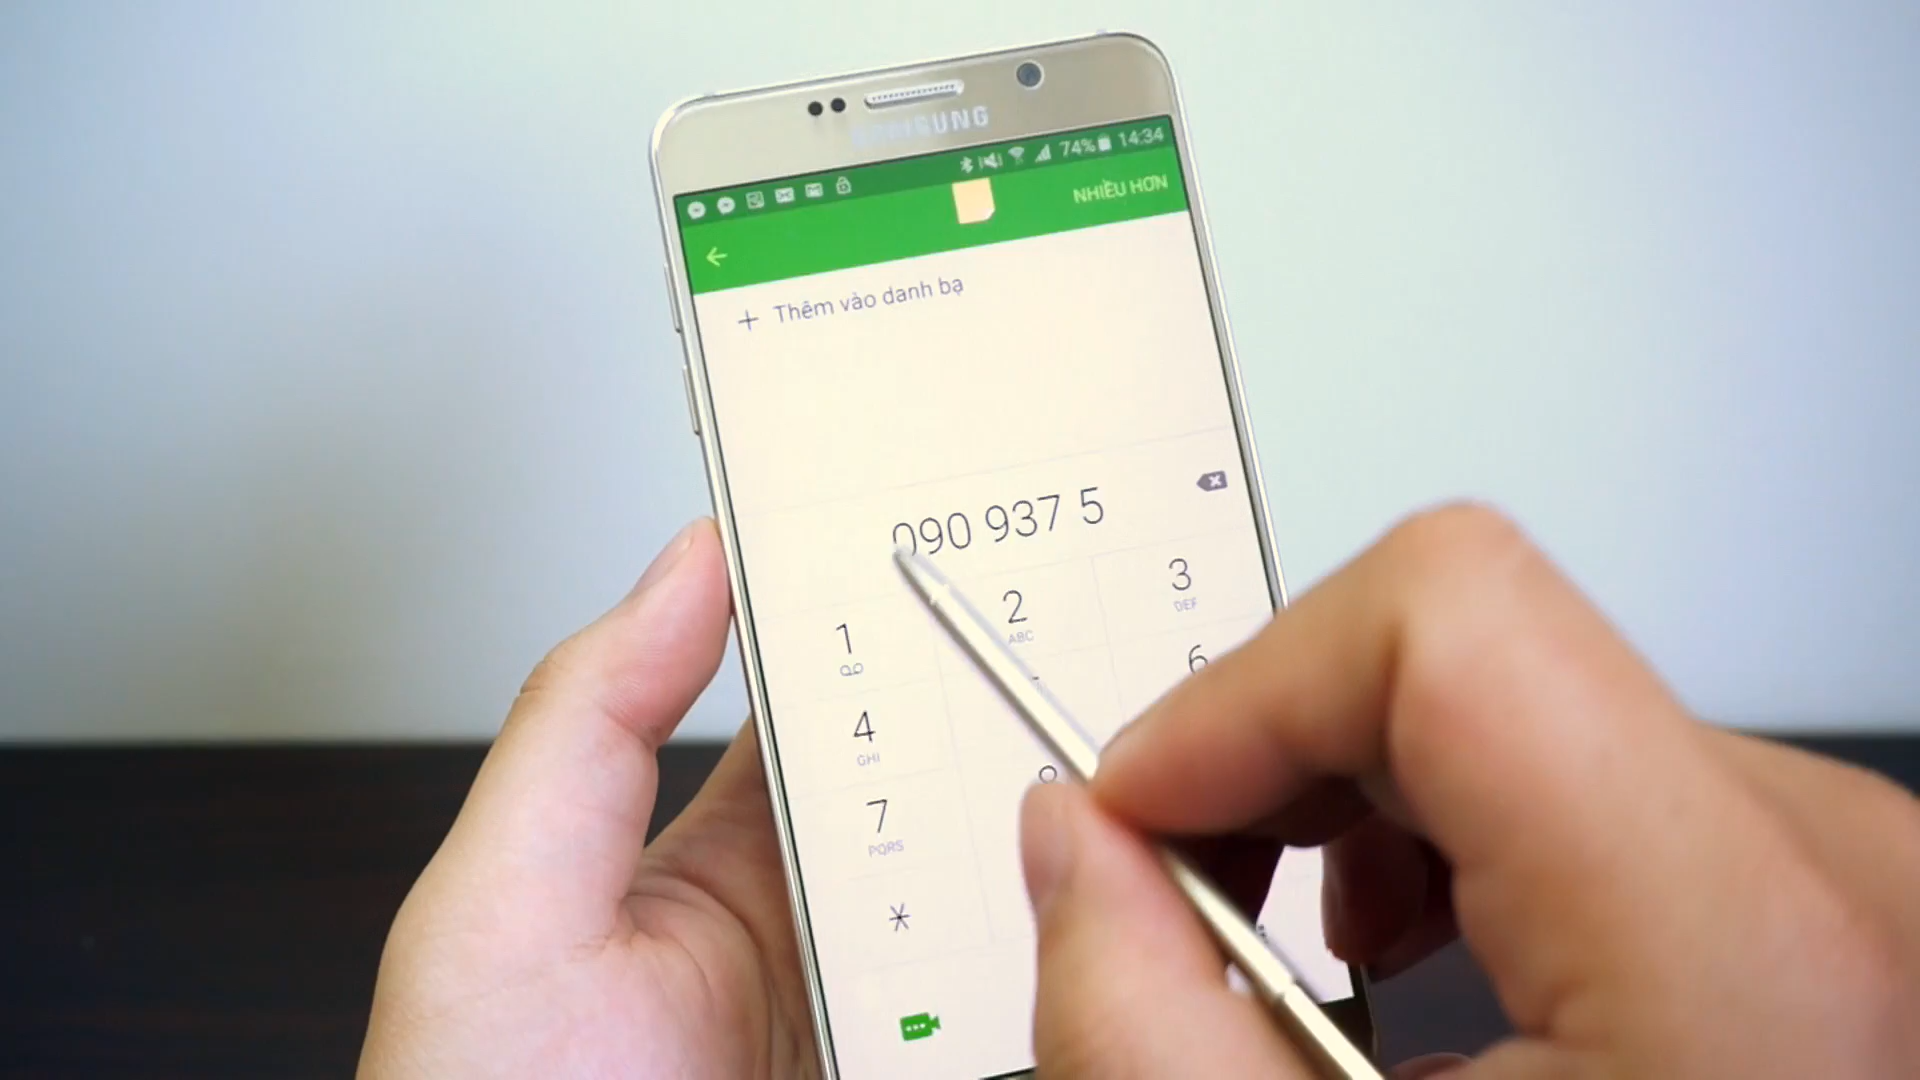 SAMSUNG
74% 14:34
NHIỀU HƠN
Thêm vào danh bạ
090 937 5
1
2
ABC
3
DEF
4
GHI
6
7
PQRS
*